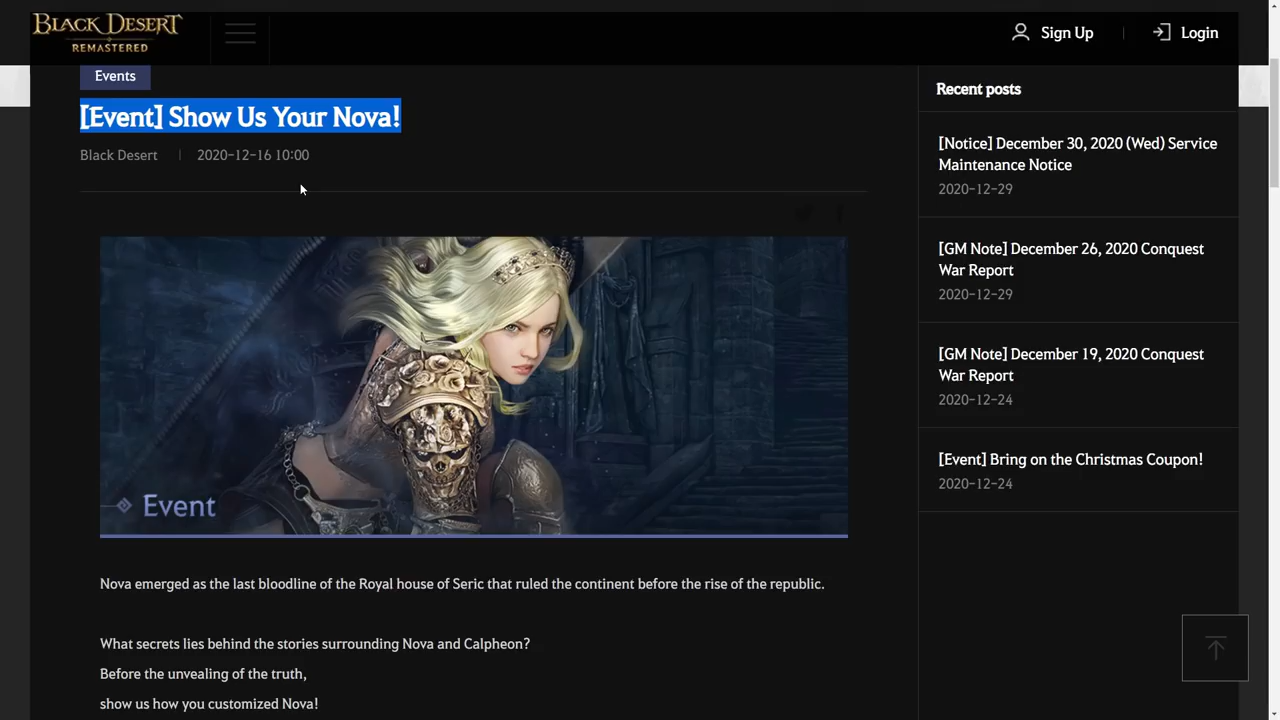 BLACK DESERT
REMASTERED
Sign Up
Login
Events
[Event] Show Us Your Nova!
Black Desert
2020-12-16 10:00
Event
Nova emerged as the last bloodline of the Royal house of Seric that ruled the continent before the rise of the republic.
What secrets lies behind the stories surrounding Nova and Calpheon?
Before the unvealing of the truth,
show us how you customized Nova!
Recent posts
[Notice] December 30, 2020 (Wed) Service
Maintenance Notice
2020-12-29
[GM Note] December 26, 2020 Conquest
War Report
2020-12-29
[GM Note] December 19, 2020 Conquest
War Report
2020-12-24
[Event] Bring on the Christmas Coupon!
2020-12-24